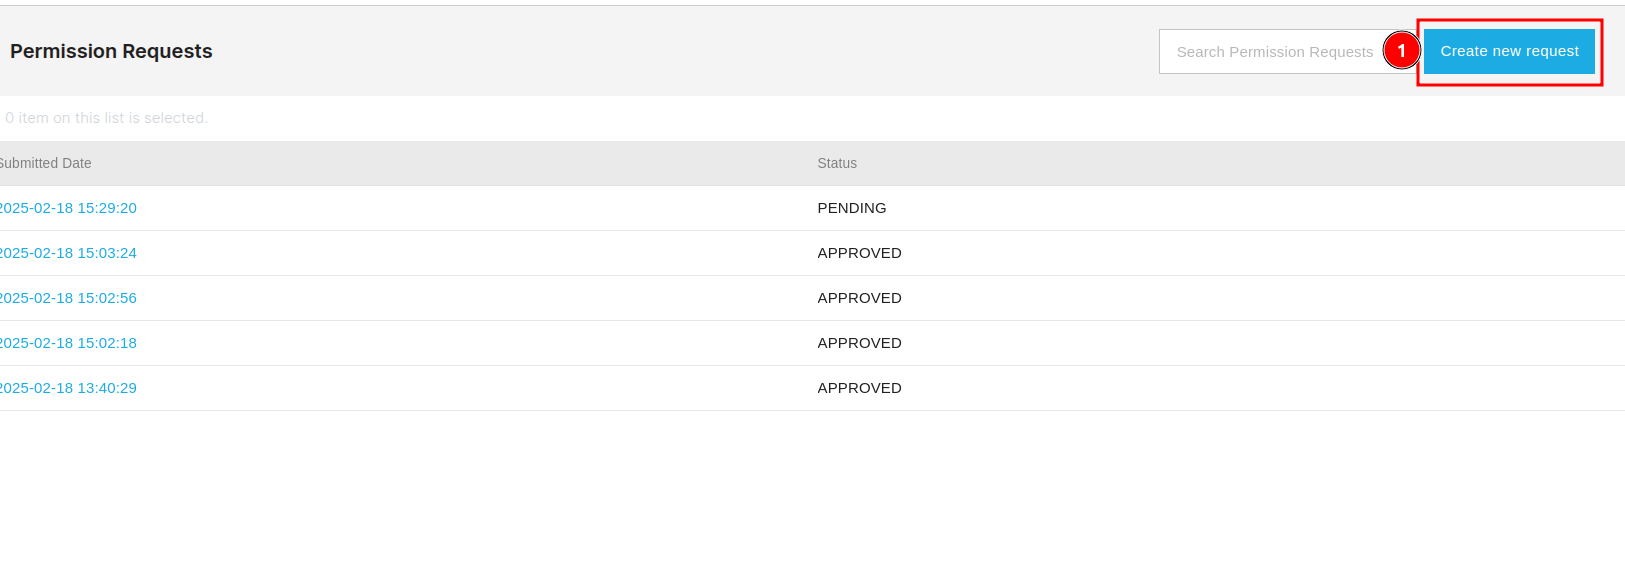 Permission Requests
Search Permission Requests
1
Create new request
0 item on this list is selected.
Submitted Date Status
2025-02-18 15:29:20 PENDING
2025-02-18 15:03:24 APPROVED
2025-02-18 15:02:56 APPROVED
2025-02-18 15:02:18 APPROVED
2025-02-18 13:40:29 APPROVED